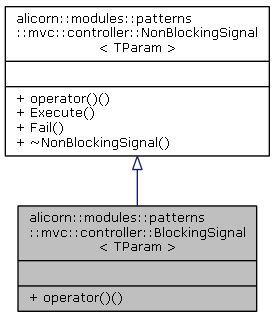 alicorn::modules::patterns
::mvc::controller::NonBlockingSignal
< TParam >
+ operator()()
+ Execute()
+ Fail()
+ ~NonBlockingSignal()
alicorn::modules::patterns
::mvc::controller::BlockingSignal
< TParam >
+ operator()()